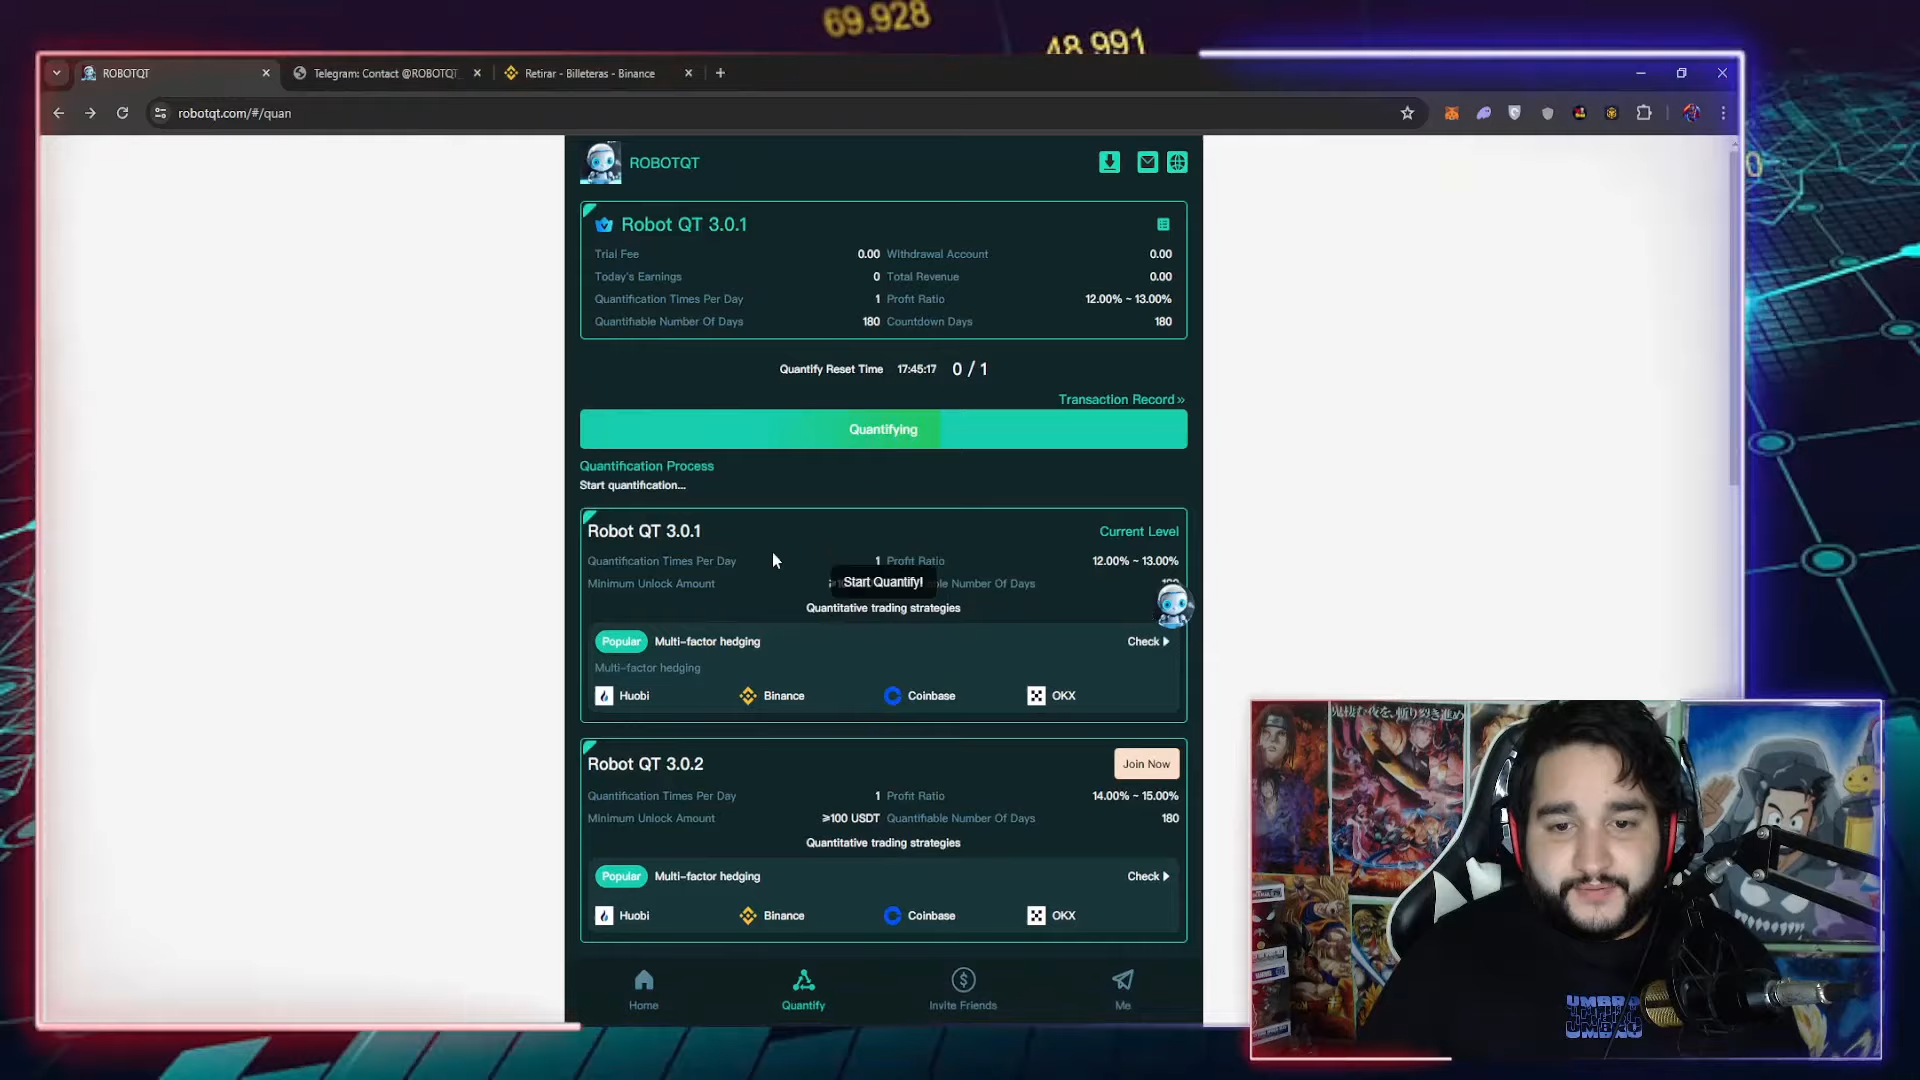 69.928
48.991
ROBOTQT
Telegram: Contact @ROBOTQT
Retirar - Billeteras - Binance
robotqt.com/#/quan
ROBOTQT
Robot QT 3.0.1
Trial Fee 0.00 Withdrawal Account 0.00
Today's Earnings 0 Total Revenue 0.00
Quantification Times Per Day 1 Profit Ratio 12.00% ~ 13.00%
Quantifiable Number Of Days 180 Countdown Days 180
Quantify Reset Time 17:45:17 0 / 1
Transaction Record »
Quantifying
Quantification Process
Start quantification...
Robot QT 3.0.1 Current Level
Quantification Times Per Day 1 Profit Ratio 12.00% ~ 13.00%
Minimum Unlock Amount Number Of Days
Start Quantify!
Quantitative trading strategies
Popular Multi-factor hedging Check
Multi-factor hedging
Huobi Binance Coinbase OKX
Robot QT 3.0.2 Join Now
Quantification Times Per Day 1 Profit Ratio 14.00% ~ 15.00%
Minimum Unlock Amount ≥100 USDT Quantifiable Number Of Days 180
Quantitative trading strategies
Popular Multi-factor hedging Check
Huobi Binance Coinbase OKX
Home Quantify Invite Friends Me